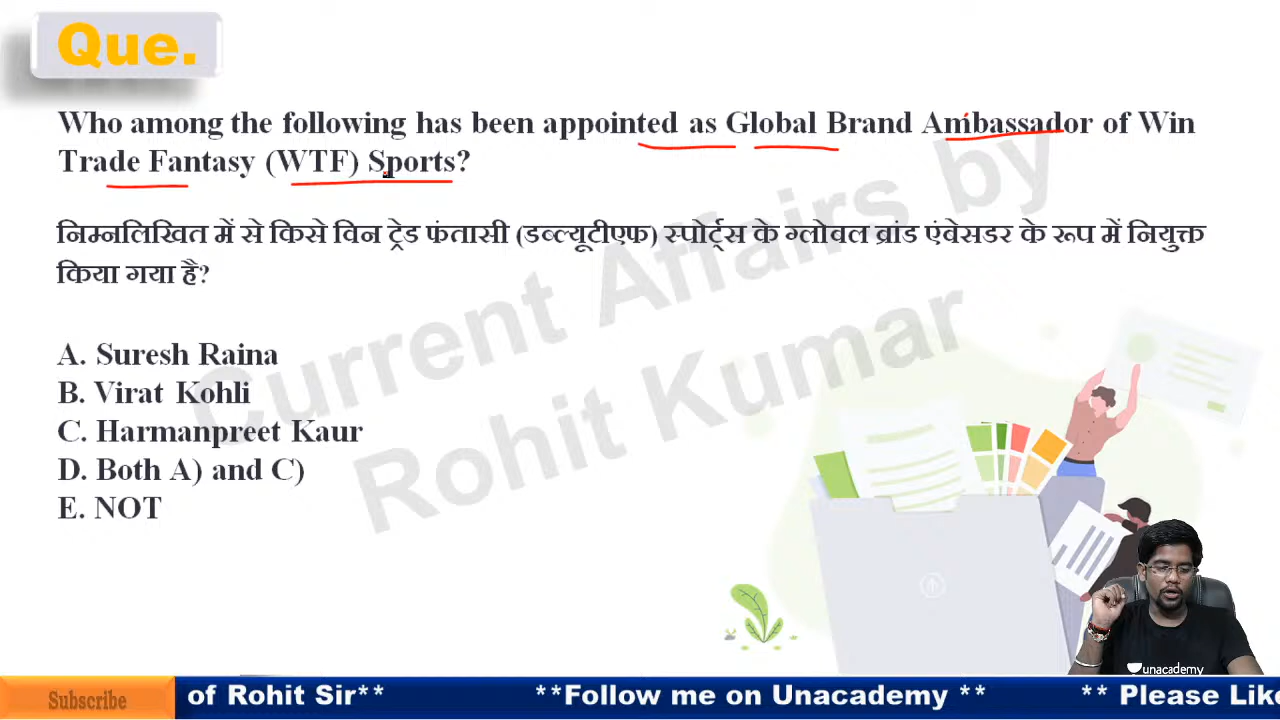 Que.
Who among the following has been appointed as Global Brand Ambassador of Win
Trade Fantasy (WTF) Sports?
निम्नलिखित में से किसे विन ट्रेड फंतासी (डब्ल्यूटीएफ) स्पोर्ट्स के ग्लोबल ब्रांड एंबेसडर के रूप में नियुक्त
किया गया है?
A. Suresh Raina
B. Virat Kohli
C. Harmanpreet Kaur
D. Both A) and C)
E. NOT
Current Affairs by
Rohit Kumar
unacademy
Subscribe
of Rohit Sir** **Follow me on Unacademy ** ** Please Like